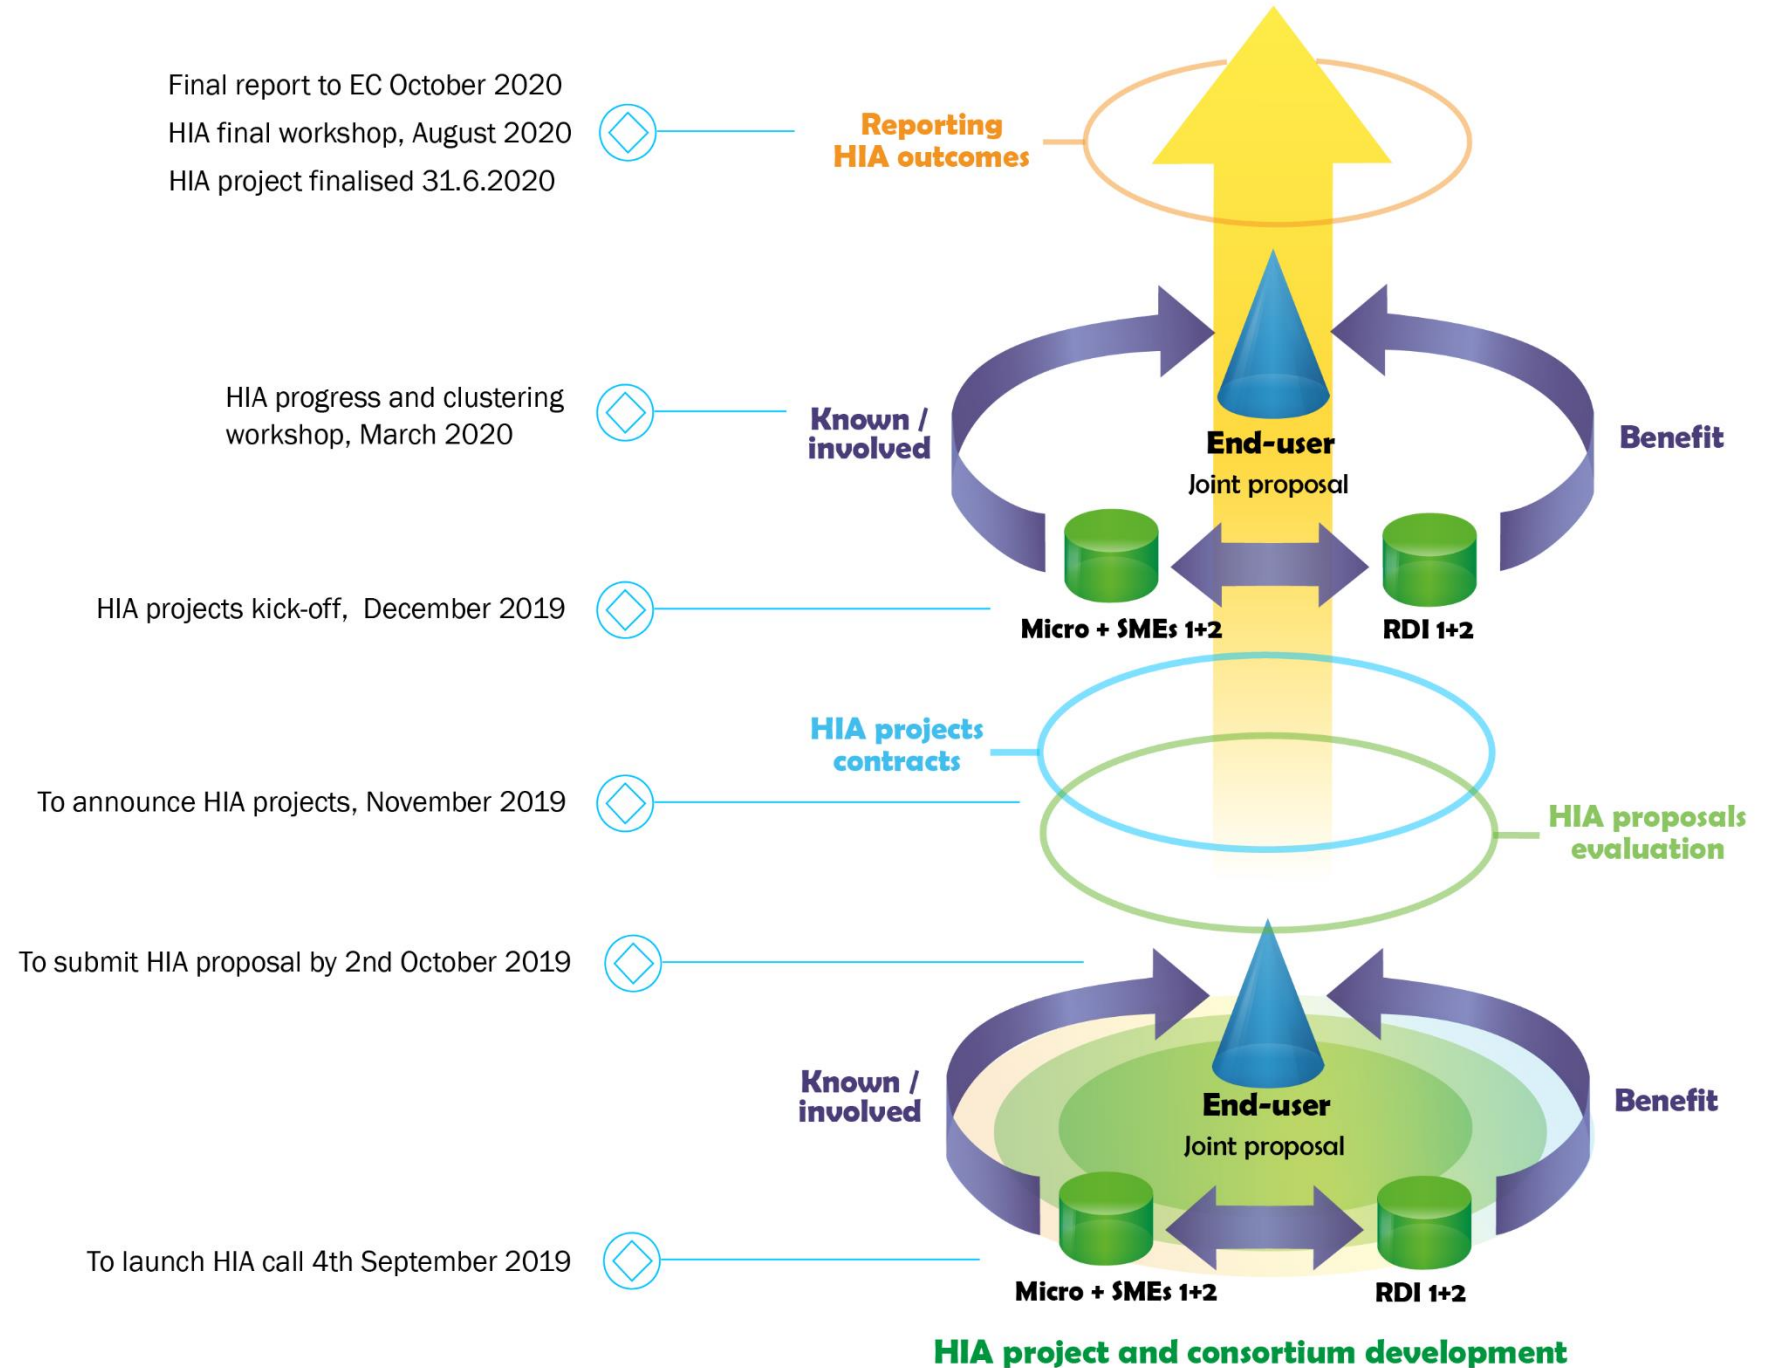 Final report to EC October 2020
HIA final workshop, August 2020
HIA project finalised 31.6.2020
Reporting
HIA outcomes
HIA progress and clustering
workshop, March 2020
Known /
involved
End-user
Joint proposal
Benefit
HIA projects kick-off, December 2019
Micro + SMEs 1+2
RDI 1+2
HIA projects
contracts
To announce HIA projects, November 2019
HIA proposals
evaluation
To submit HIA proposal by 2nd October 2019
Known /
involved
End-user
Joint proposal
Benefit
To launch HIA call 4th September 2019
Micro + SMEs 1+2
RDI 1+2
HIA project and consortium development